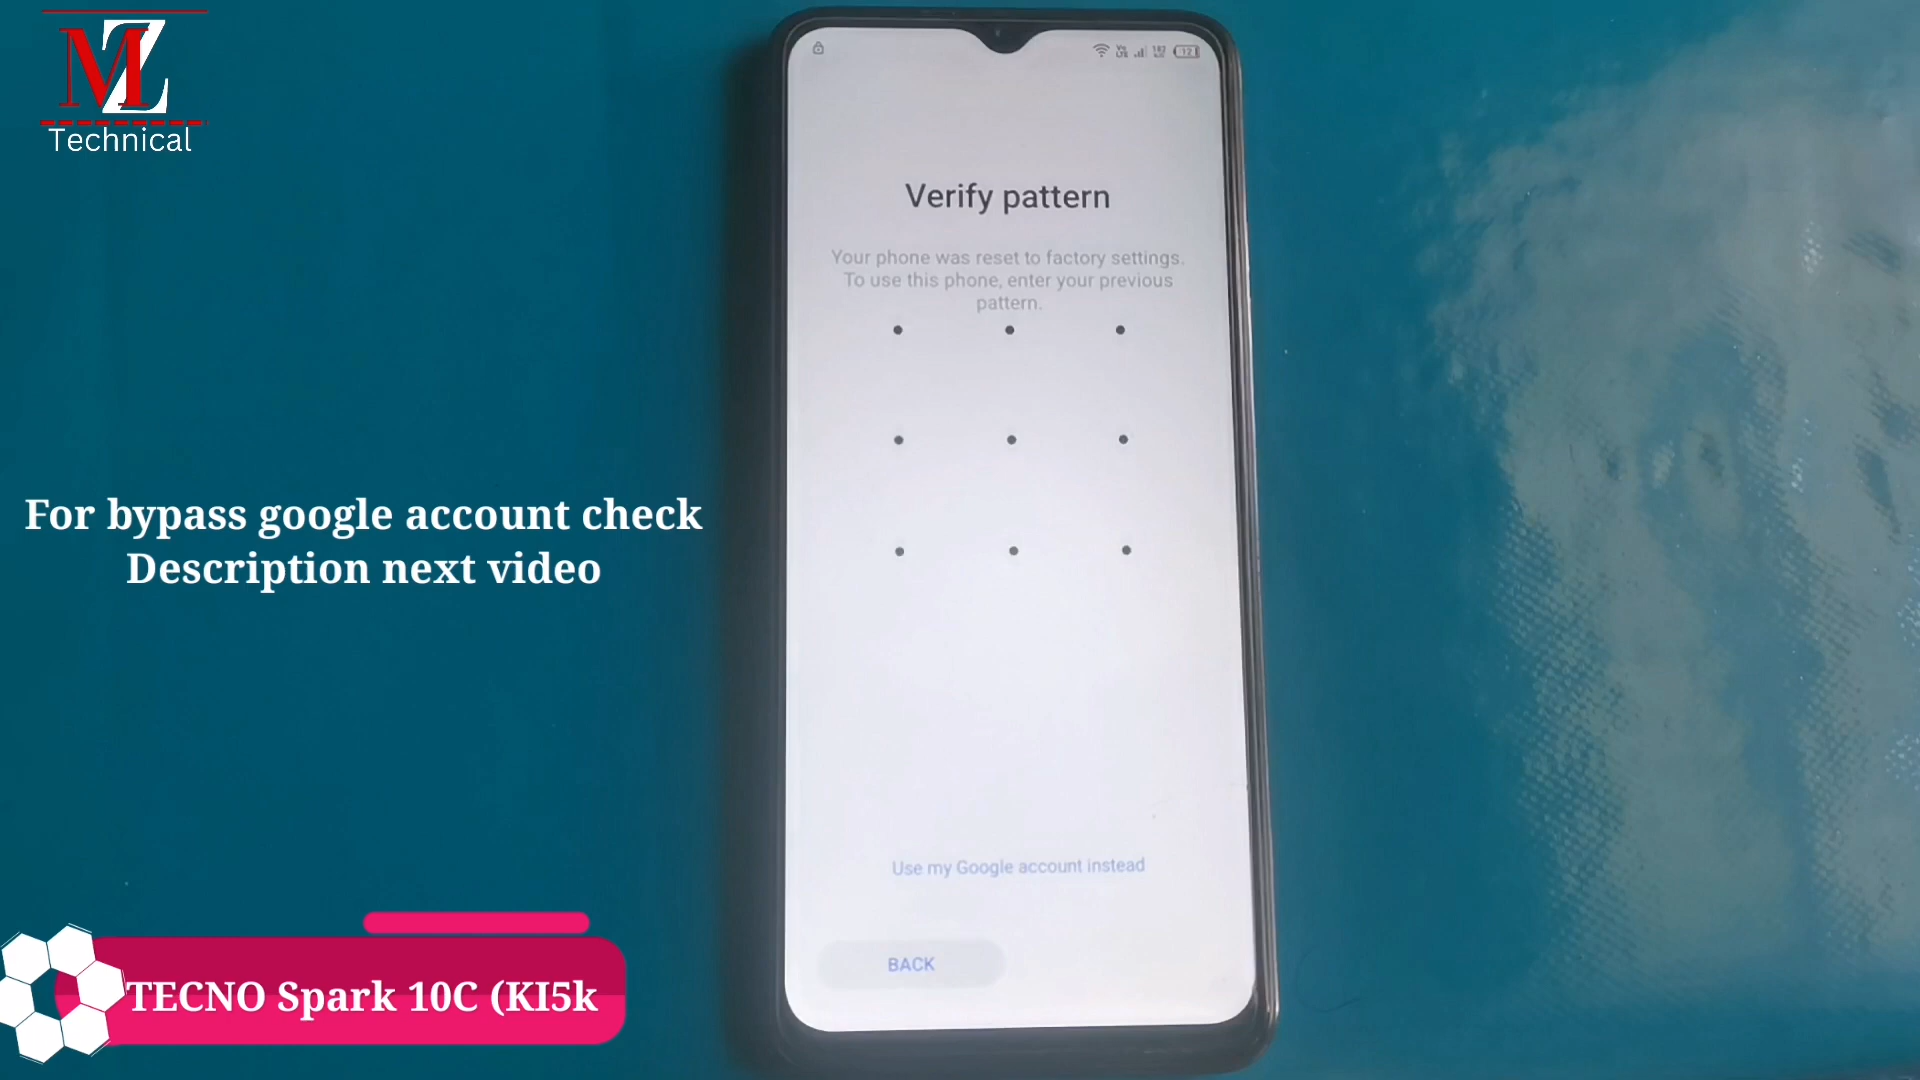 MZ
Technical
Verify pattern
Your phone was reset to factory settings.
To use this phone, enter your previous
pattern.
For bypass google account check
Description next video
Use my Google account instead
BACK
TECNO Spark 10C (KI5k